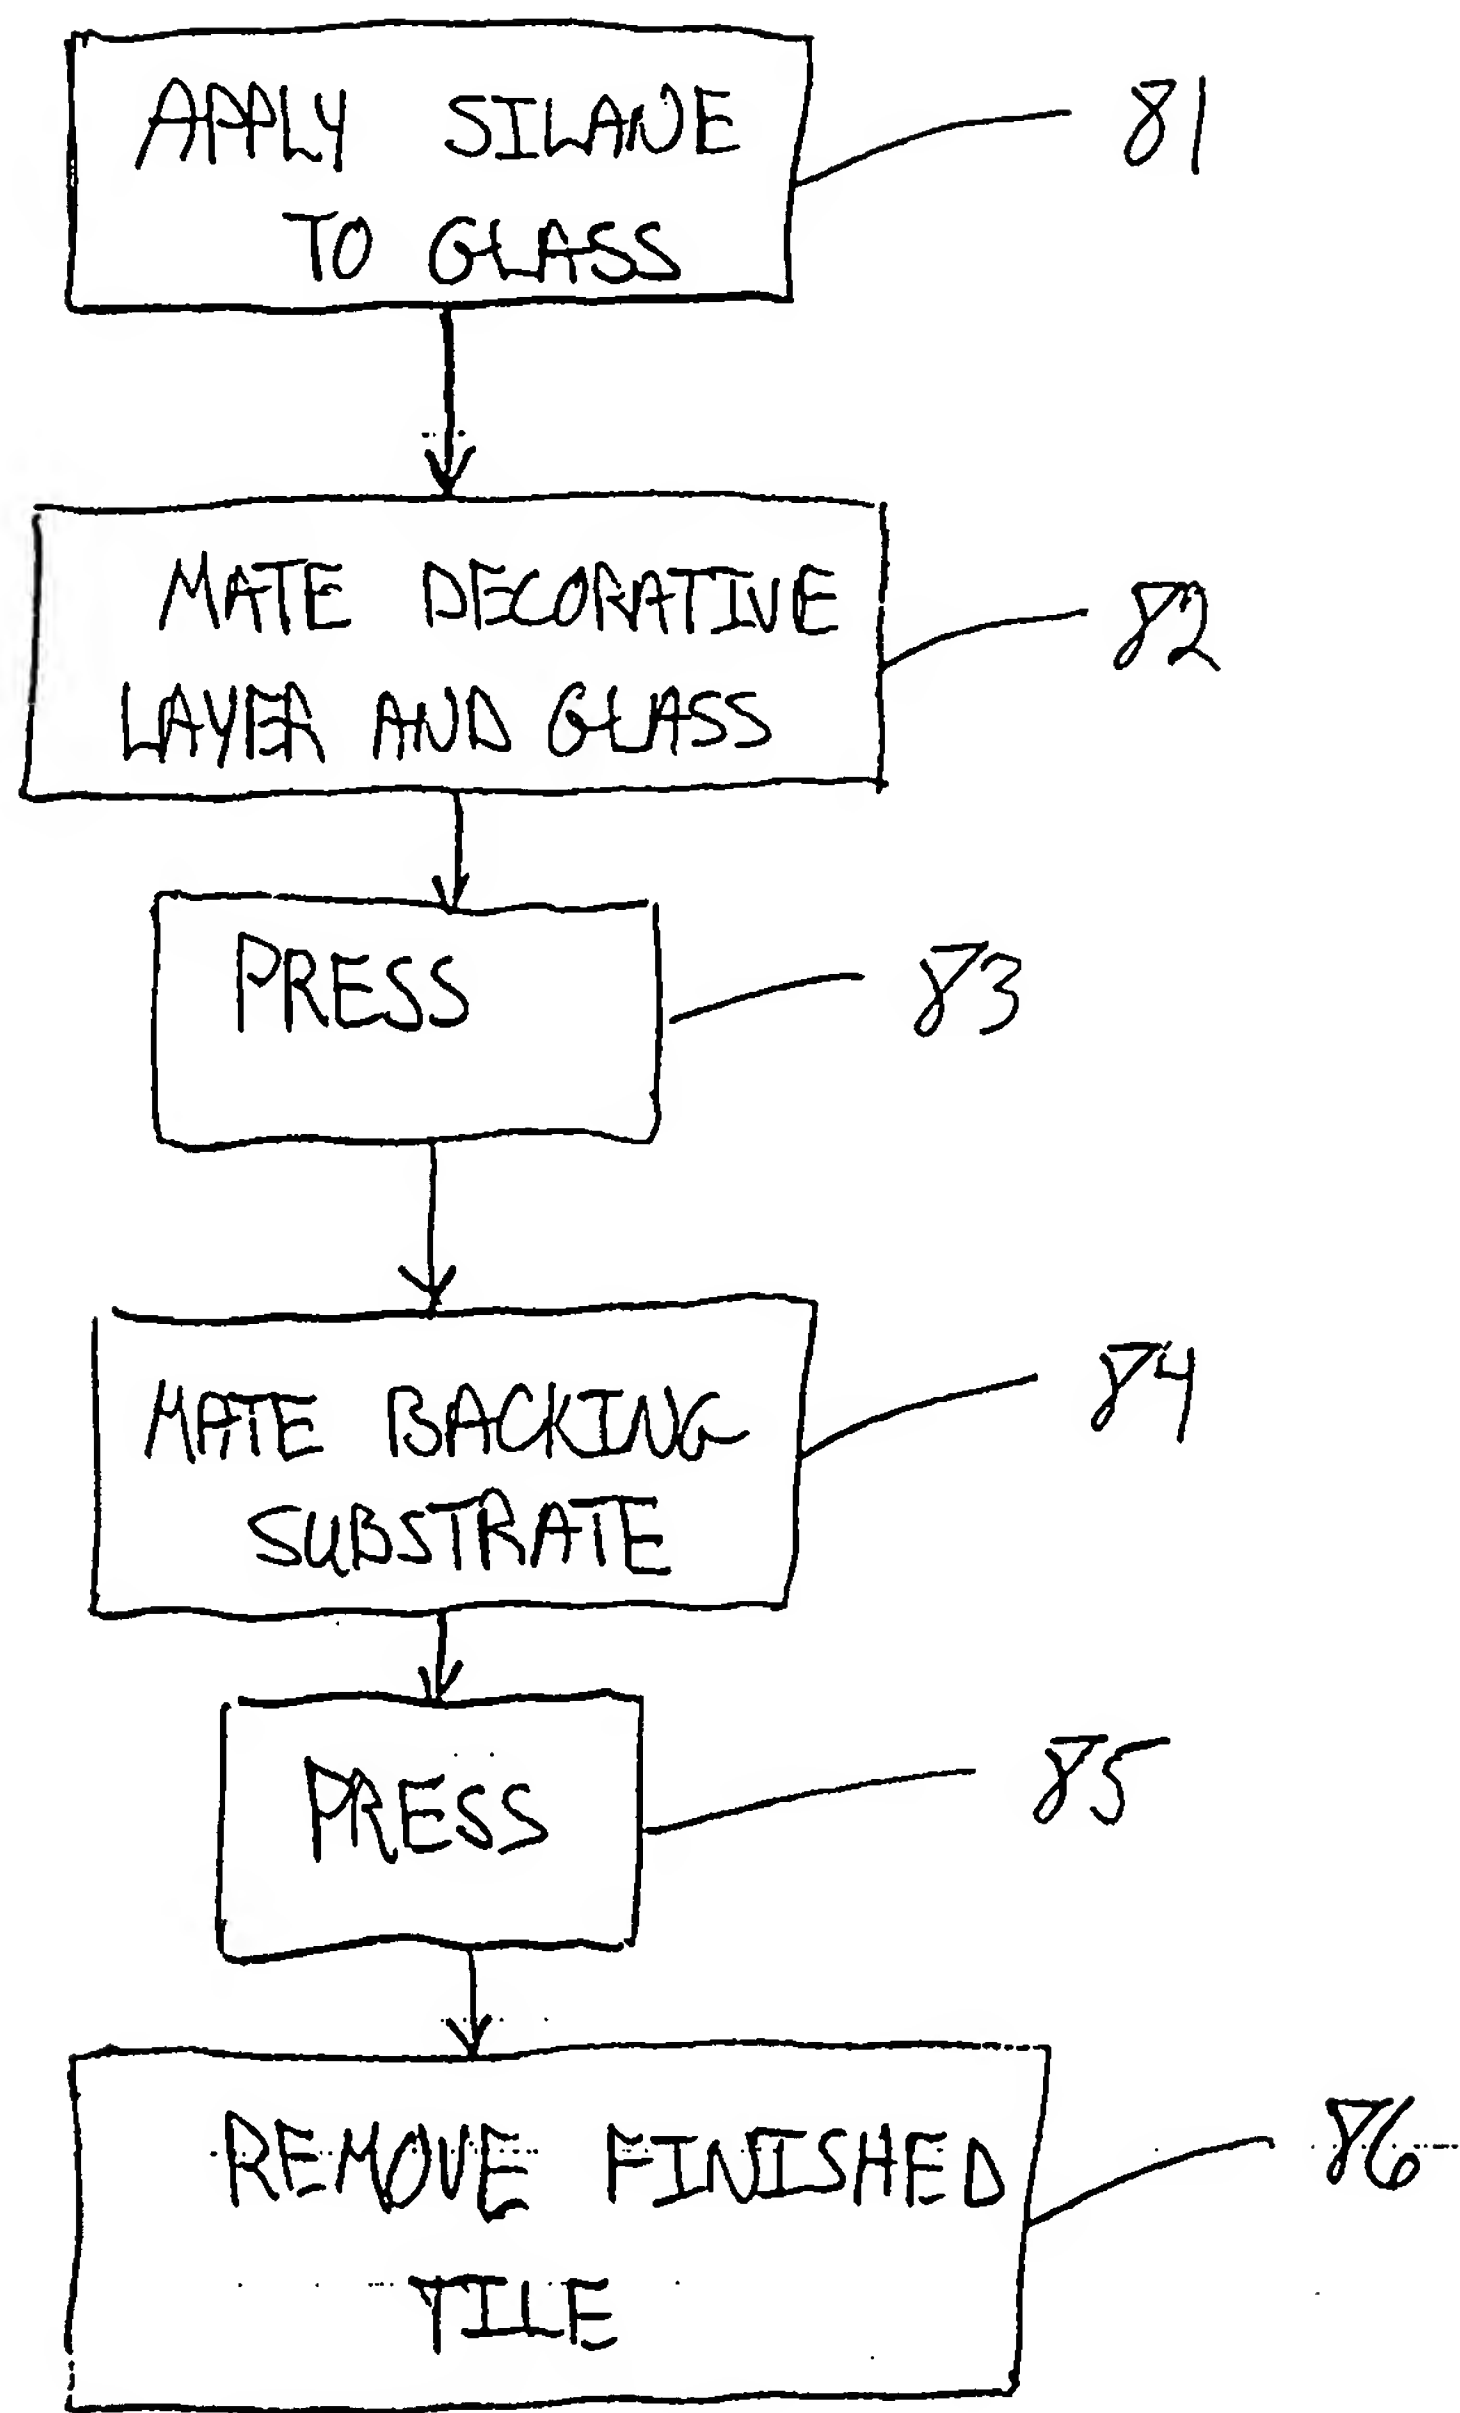 APPLY SILANE
TO GLASS
81
MATE DECORATIVE
LAYER AND GLASS
82
PRESS
83
MATE BACKING
SUBSTRATE
84
PRESS
85
REMOVE FINISHED
TILE
86